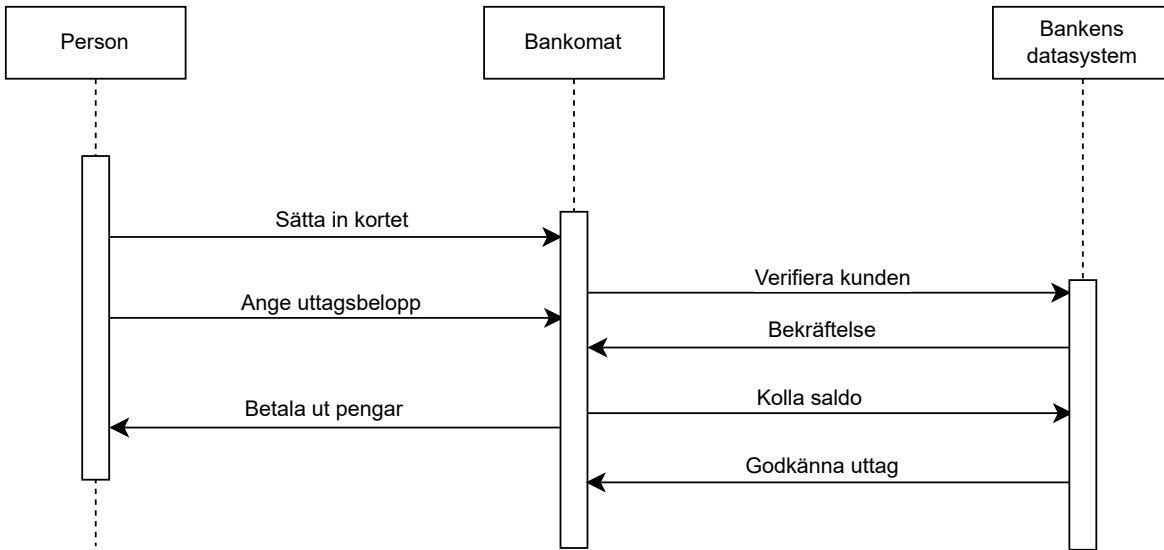 Person
Bankomat
Bankens
datasystem
Sätta in kortet
Verifiera kunden
Ange uttagsbelopp
Bekräftelse
Kolla saldo
Betala ut pengar
Godkänna uttag